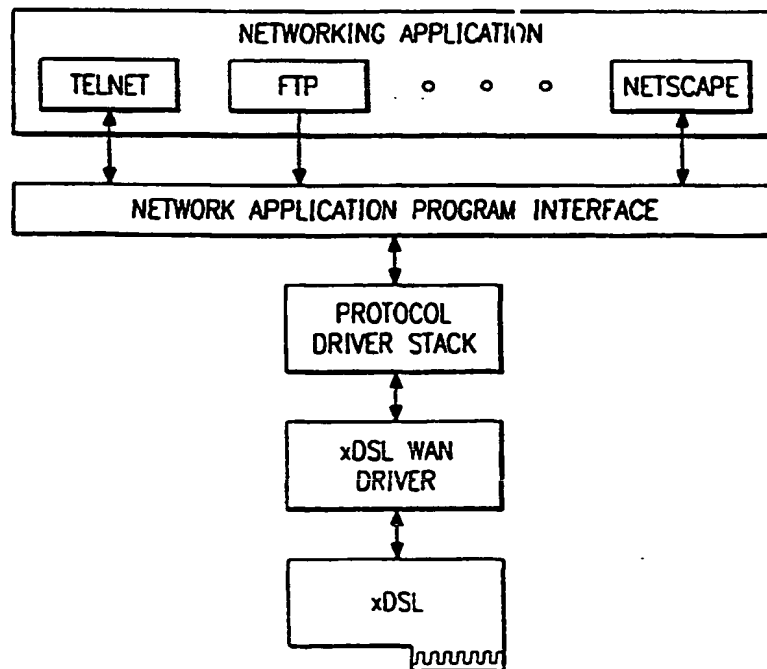 NETWORKING APPLICATION
TELNET
FTP
NETSCAPE
NETWORK APPLICATION PROGRAM INTERFACE
PROTOCOL
DRIVER STACK
xDSL WAN
DRIVER
xDSL